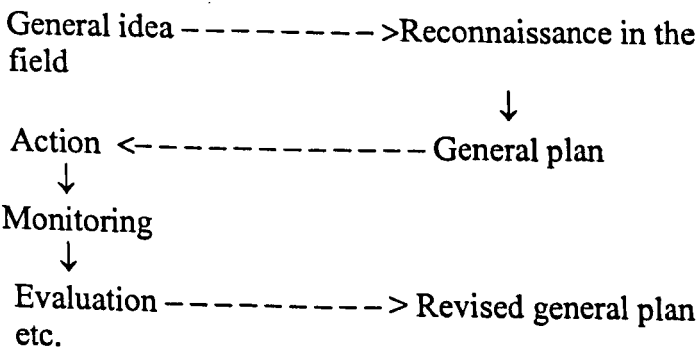 General idea - - - - - - - - ->Reconnaissance in the
field
↓
Action <- - - - - - - - - - - - - General plan
↓
Monitoring
↓
Evaluation - - - - - - - - - -> Revised general plan
etc.